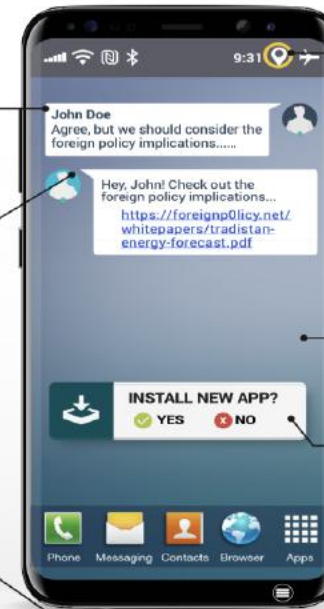 9:31
John Doe
Agree, but we should consider the
foreign policy implications......
Hey, John! Check out the
foreign policy implications...
https://foreignp0licy.net/
whitepapers/tradistan-
energy-forecast.pdf
INSTALL NEW APP?
YES NO
Phone Messaging Contacts Browser Apps